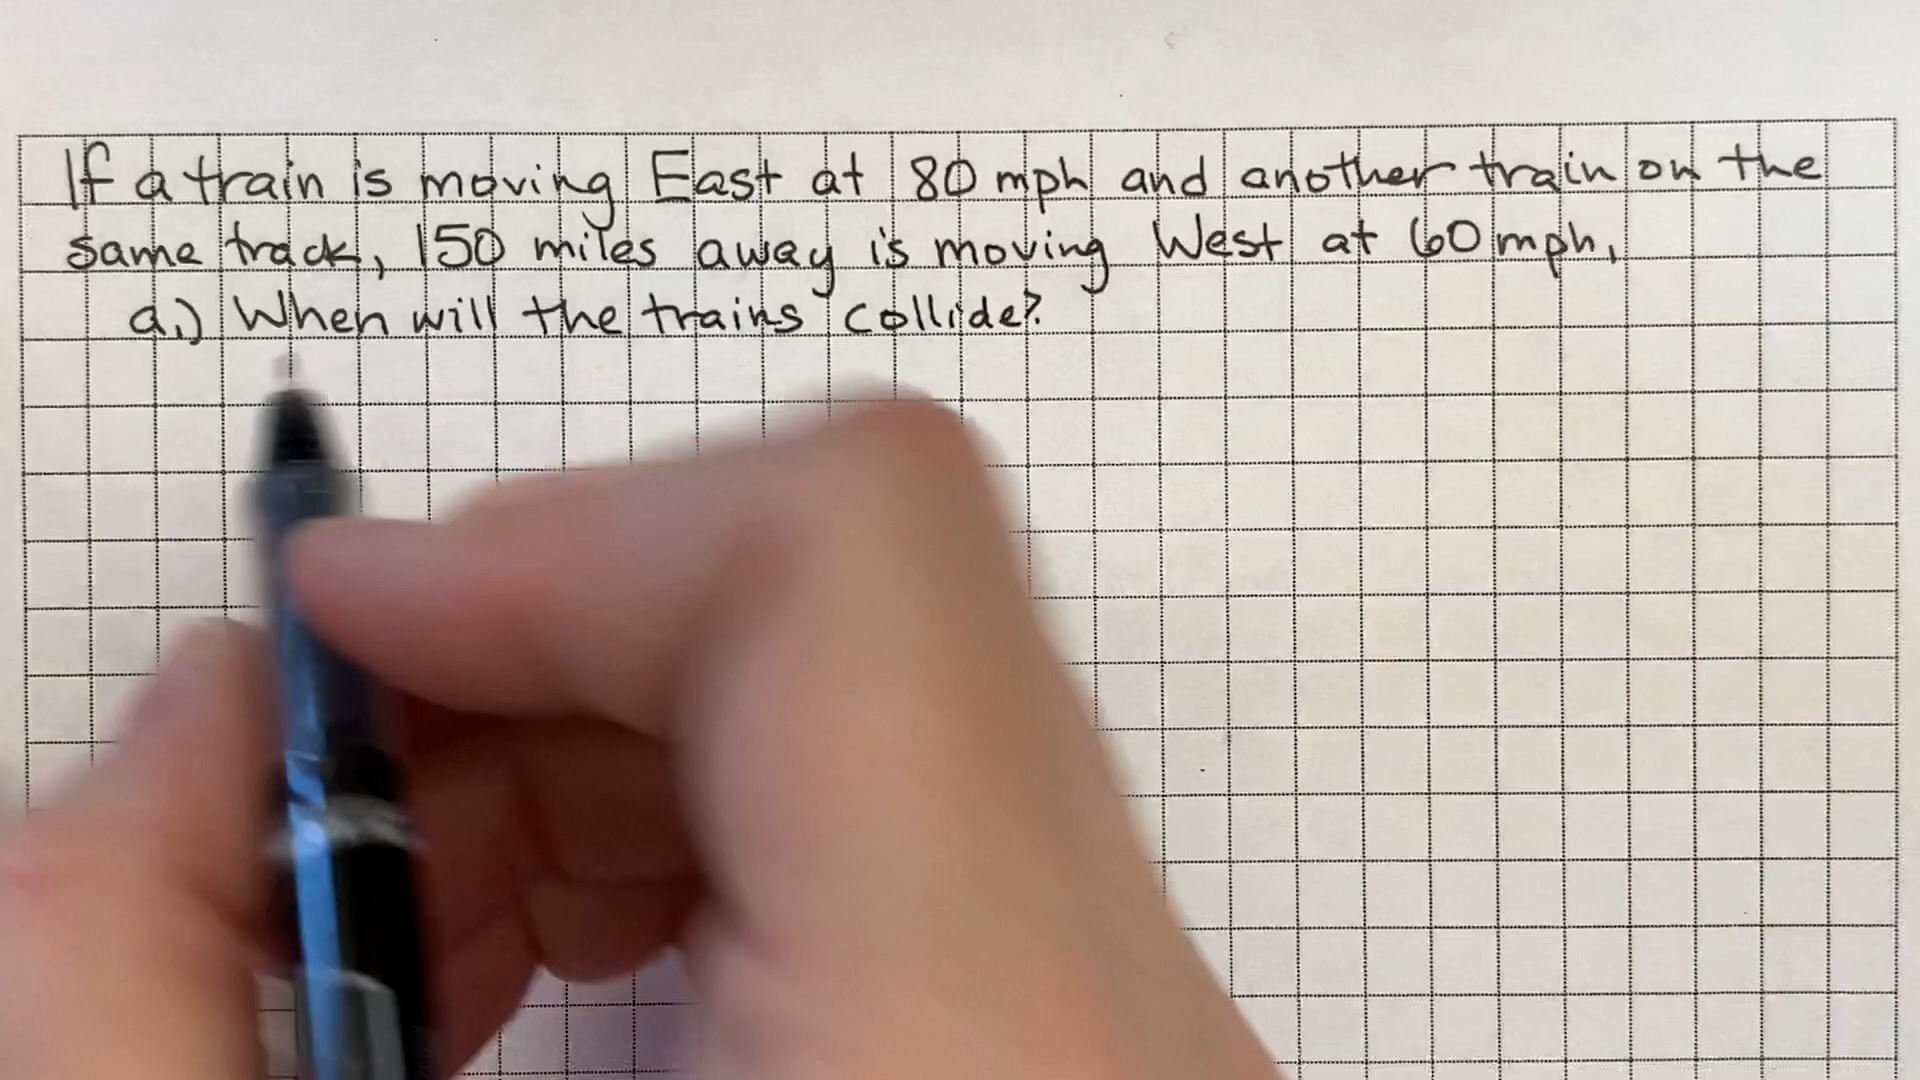 If a train is moving East at 80 mph and another train on the
same track, 150 miles away is moving West at 60 mph,
a.) When will the trains collide?